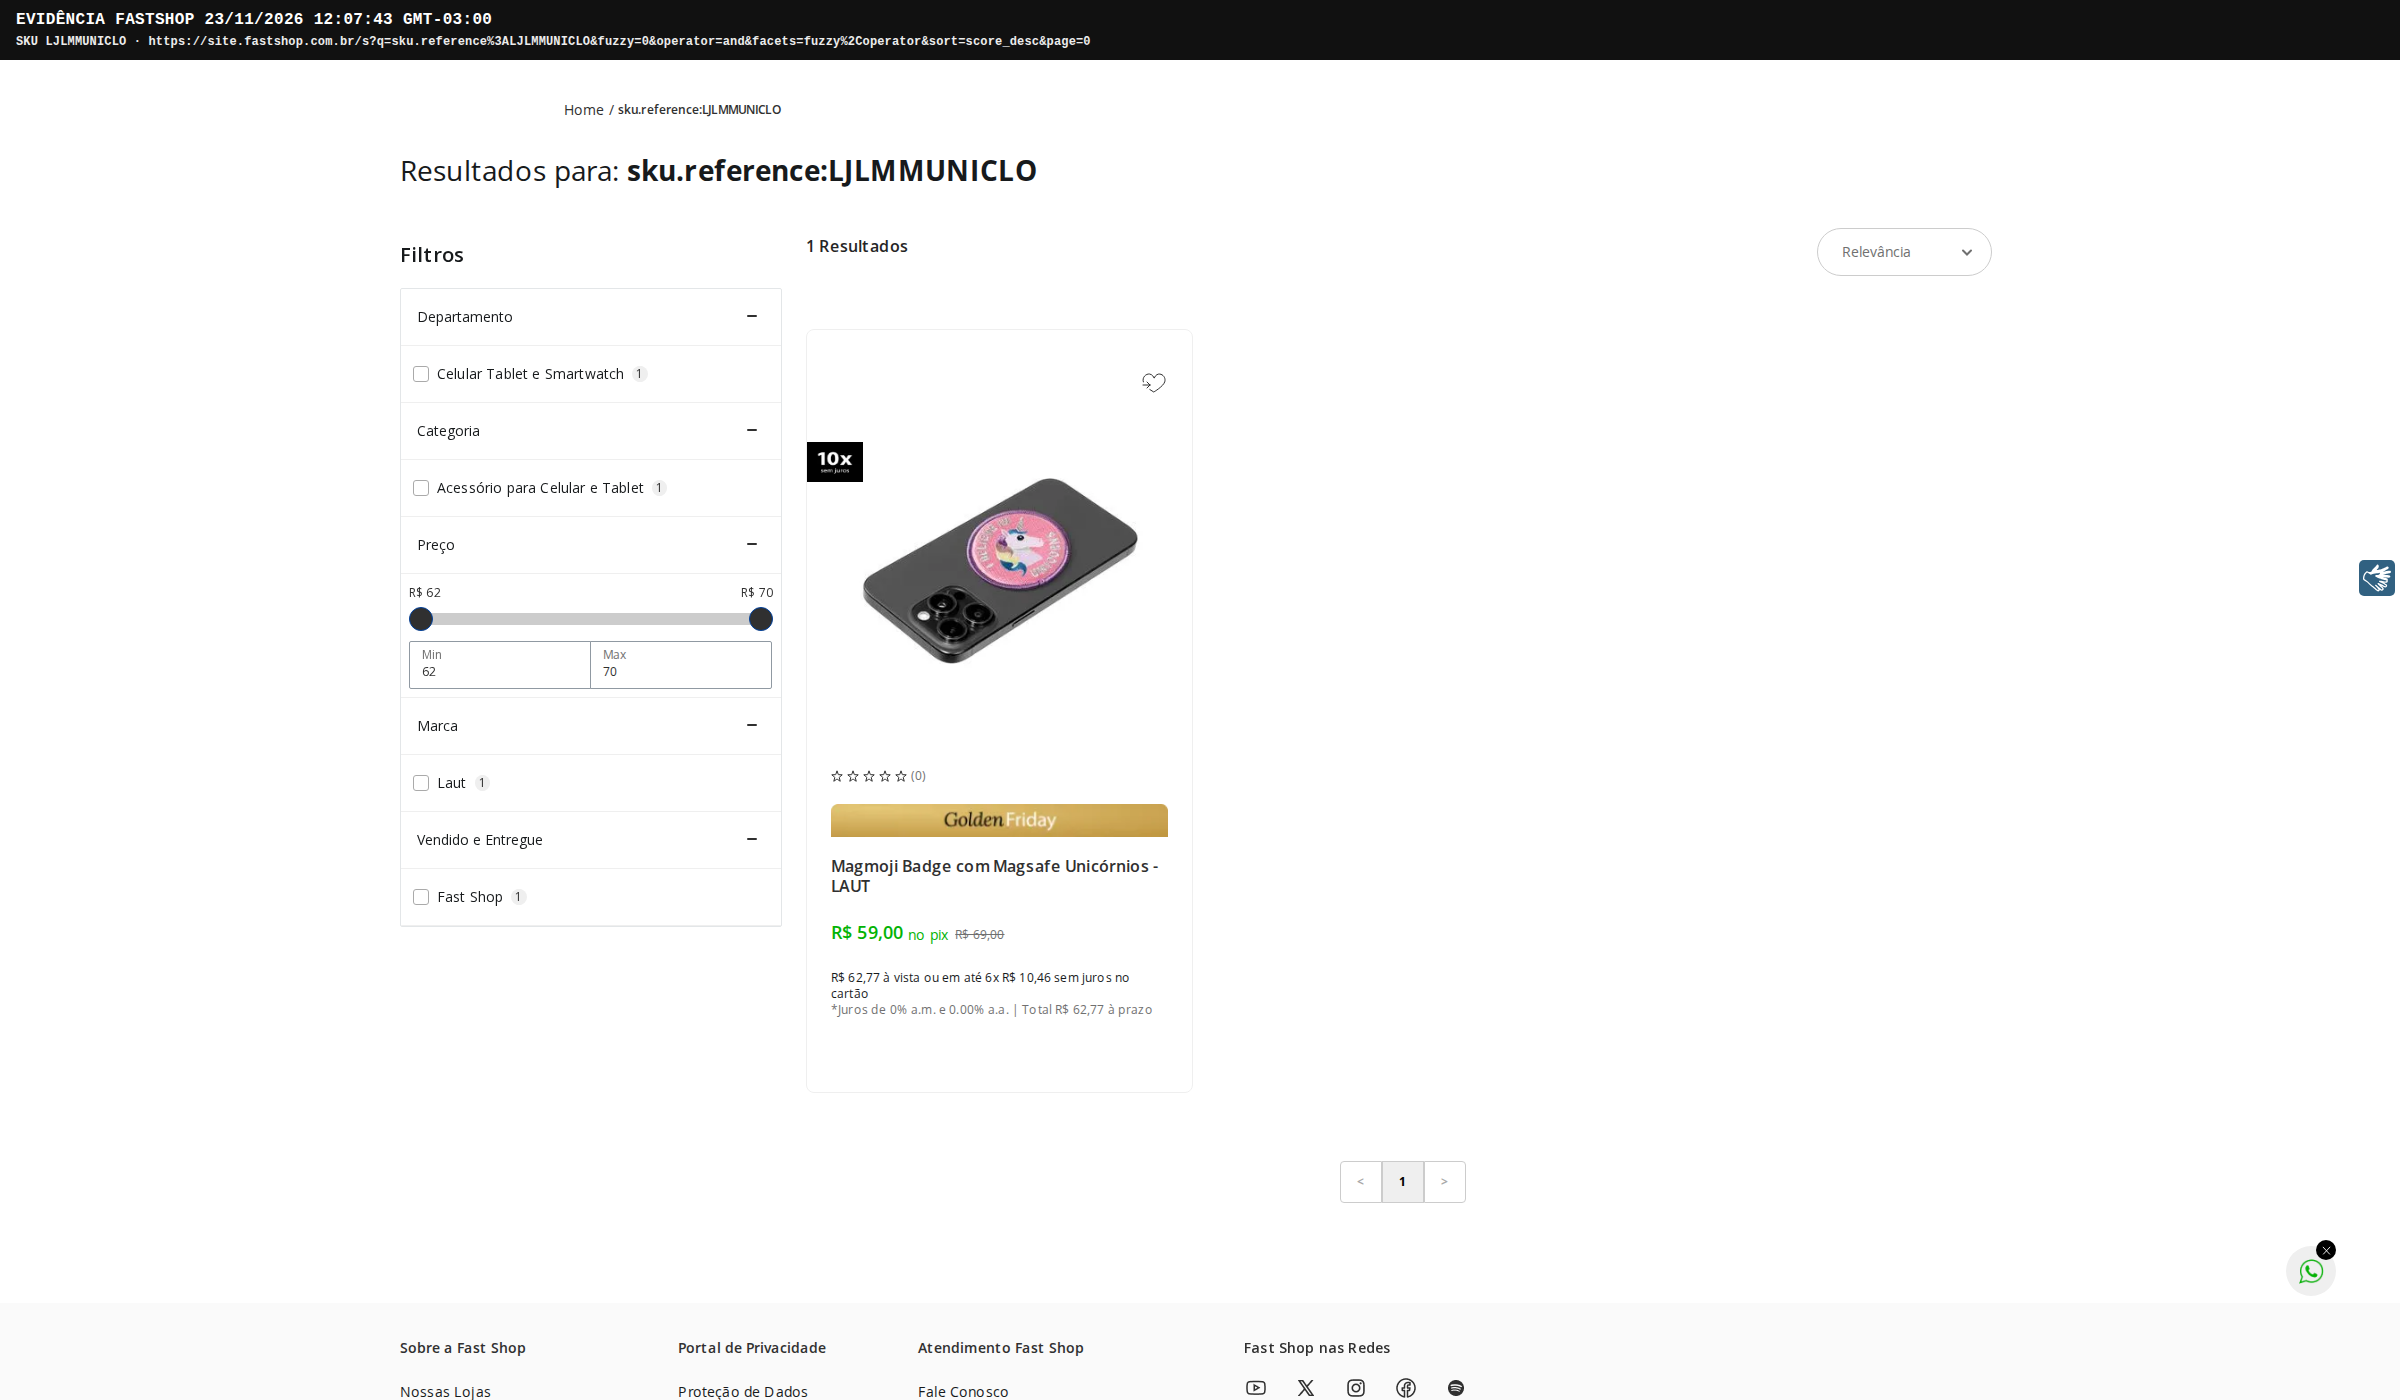 EVIDÊNCIA FASTSHOP 23/11/2026 12:07:43 GMT-03:00
SKU LJLMMUNICLO · https://site.fastshop.com.br/s?q=sku.reference%3ALJLMMUNICLO&fuzzy=0&operator=and&facets=fuzzy%2Coperator&sort=score_desc&page=0
Home / sku.reference:LJLMMUNICLO
Resultados para: sku.reference:LJLMMUNICLO
Filtros
1 Resultados
Relevância
Departamento
Celular Tablet e Smartwatch 1
Categoria
Acessório para Celular e Tablet 1
Preço
R$ 62
R$ 70
Min
62
Max
70
Marca
Laut 1
Vendido e Entregue
Fast Shop 1
10x
sem juros
(0)
Golden Friday
Magmoji Badge com Magsafe Unicórnios -
LAUT
R$ 59,00 no pix R$ 69,00
R$ 62,77 à vista ou em até 6x R$ 10,46 sem juros no
cartão
*Juros de 0% a.m. e 0.00% a.a. | Total R$ 62,77 à prazo
< 1 >
Sobre a Fast Shop
Portal de Privacidade
Atendimento Fast Shop
Fast Shop nas Redes
Nossas Lojas
Proteção de Dados
Fale Conosco